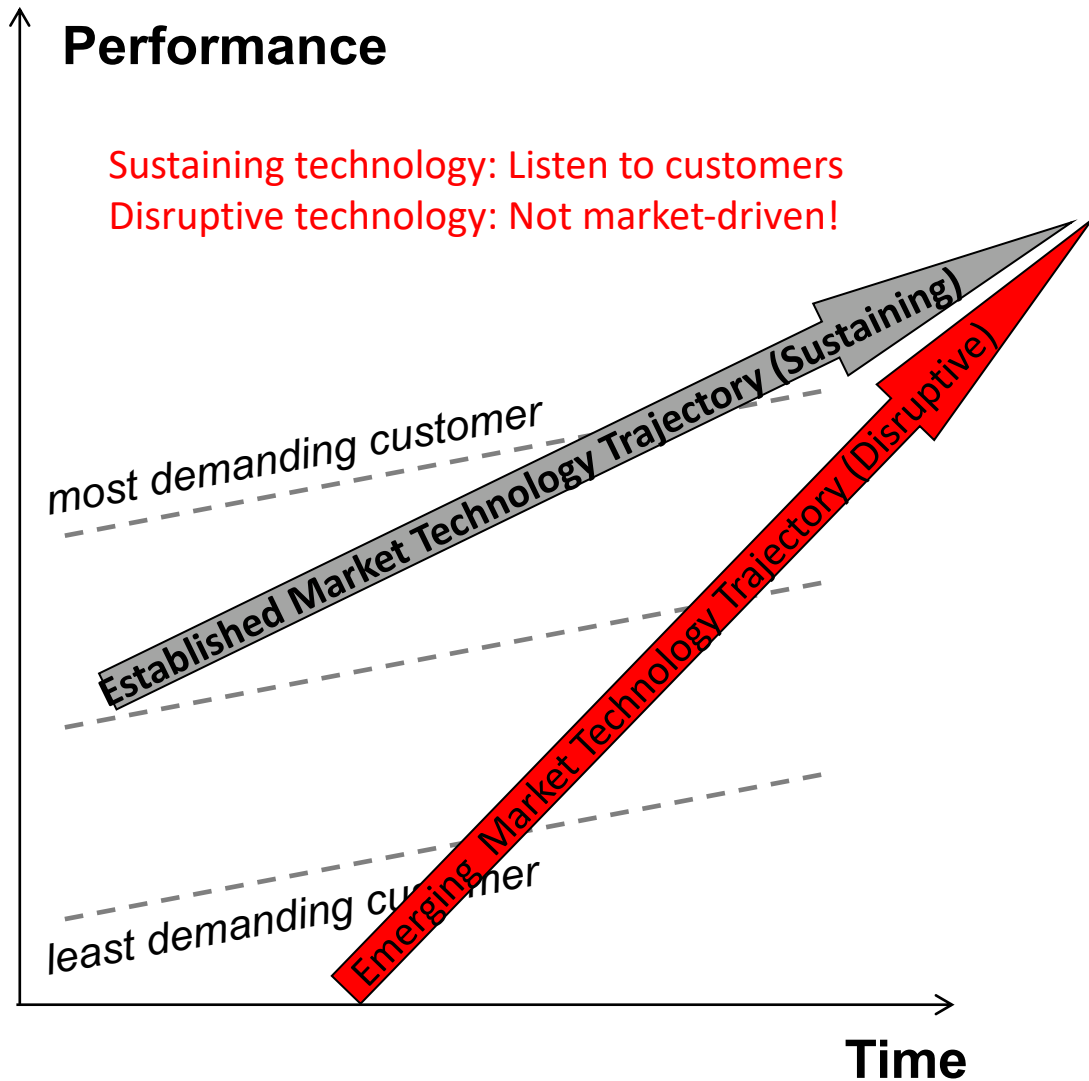 Performance
Sustaining technology: Listen to customers
Disruptive technology: Not market-driven!
most demanding customer
Established Market Technology Trajectory (Sustaining)
Emerging Market Technology Trajectory (Disruptive)
least demanding customer
Time